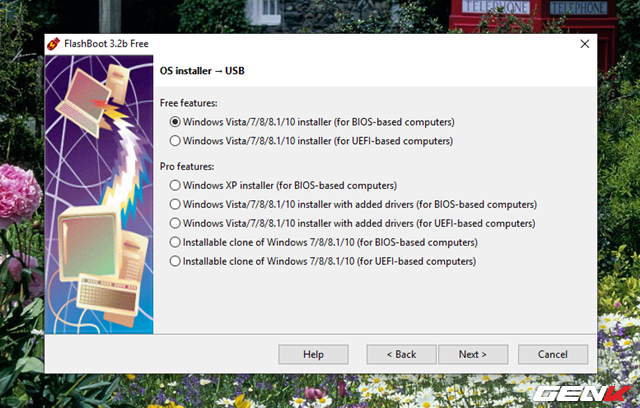 TELEPHONE
TELEPHONE
FlashBoot 3.2b Free
OS installer → USB
Free features:
Windows Vista/7/8/8.1/10 installer (for BIOS-based computers)
Windows Vista/7/8/8.1/10 installer (for UEFI-based computers)
Pro features:
Windows XP installer (for BIOS-based computers)
Windows Vista/7/8/8.1/10 installer with added drivers (for BIOS-based computers)
Windows Vista/7/8/8.1/10 installer with added drivers (for UEFI-based computers)
Installable clone of Windows 7/8/8.1/10 (for BIOS-based computers)
Installable clone of Windows 7/8/8.1/10 (for UEFI-based computers)
Help
< Back
Next >
Cancel
GENK